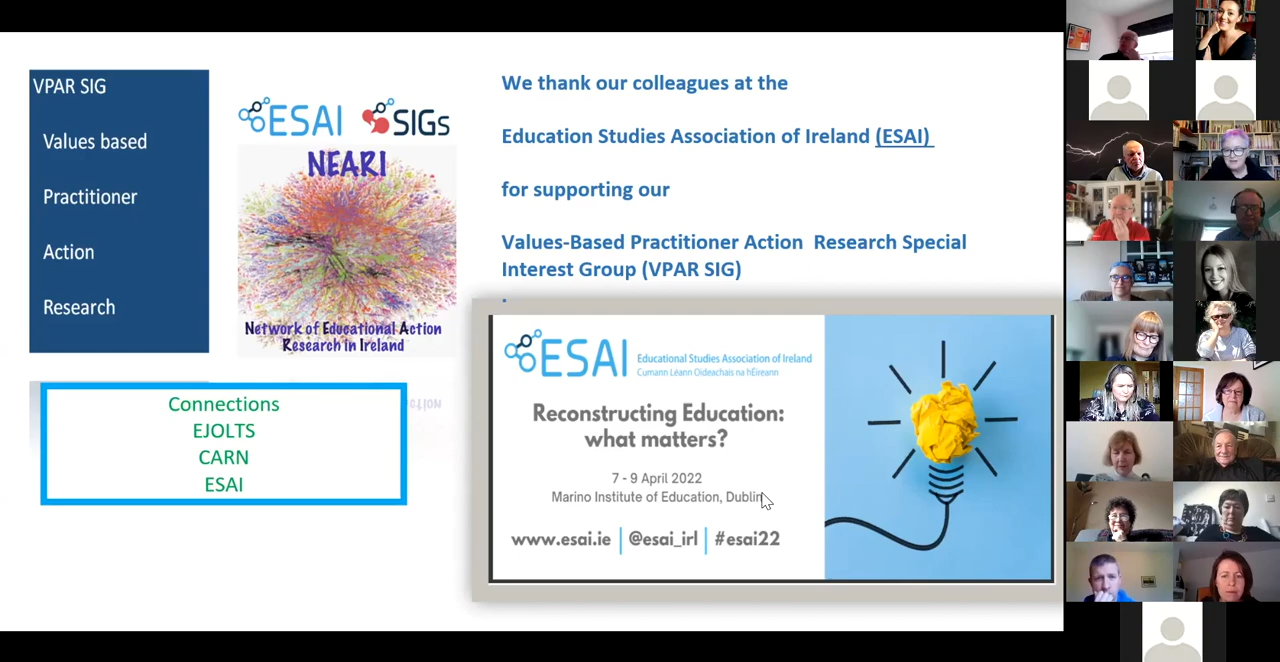 VPAR SIG
Values based
Practitioner
Action
Research
ESAI SIGs
NEARI
Network of Educational Action
Research in Ireland
Connections
EJOLTS
CARN
ESAI
We thank our colleagues at the
Education Studies Association of Ireland (ESAI)
for supporting our
Values-Based Practitioner Action Research Special
Interest Group (VPAR SIG)
.
ESAI
Educational Studies Association of Ireland
Cumann Léann Oideachais na hÉireann
Reconstructing Education:
what matters?
7 - 9 April 2022
Marino Institute of Education, Dublin
www.esai.ie | @esai_irl | #esai22